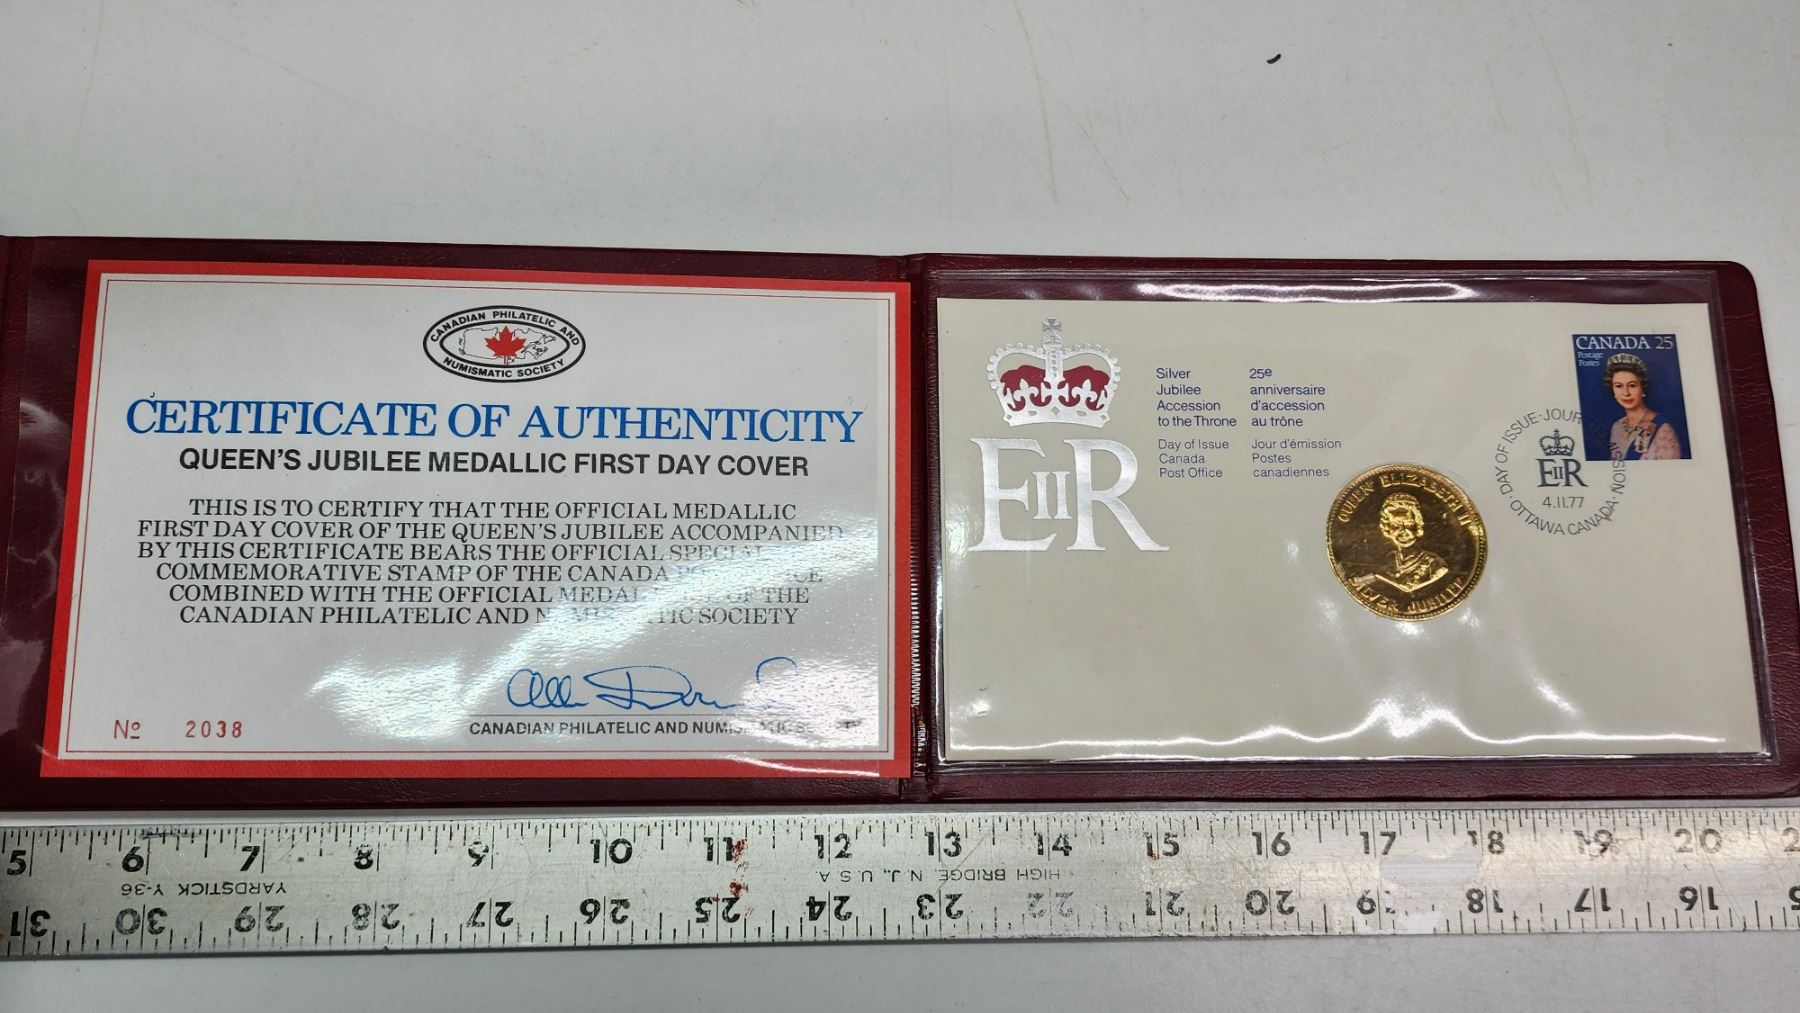 CANADIAN PHILATELIC AND
NUMISMATIC SOCIETY
CERTIFICATE OF AUTHENTICITY
QUEEN'S JUBILEE MEDALLIC FIRST DAY COVER
THIS IS TO CERTIFY THAT THE OFFICIAL MEDALLIC
FIRST DAY COVER OF THE QUEEN'S JUBILEE ACCOMPANIED
BY THIS CERTIFICATE BEARS THE OFFICIAL SPECIAL
COMMEMORATIVE STAMP OF THE CANADA
COMBINED WITH THE OFFICIAL OF THE
CANADIAN PHILATELIC AND SOCIETY
CANADIAN PHILATELIC AND
Nº 2038
EIIR
Silver
Jubilee
Accession
to the Throne
Day of Issue
Canada
Post Office
25e
anniversaire
d'accession
au trône
Jour d'émission
Postes
canadiennes
QUEEN ELIZABETH II
SILVER JUBILEE
CANADA 25
Postage
Postes
DAY OF ISSUE · JOUR
EIIR
4.11.77
OTTAWA CANADA
5 6 7 8 9 10 11 12 13 14 15 16 17 18 19 20
YARDSTICK Y-36
HIGH BRIDGE, N.J., U.S.A.
31 30 29 28 27 26 25 24 23 22 21 20 19 18 17 16